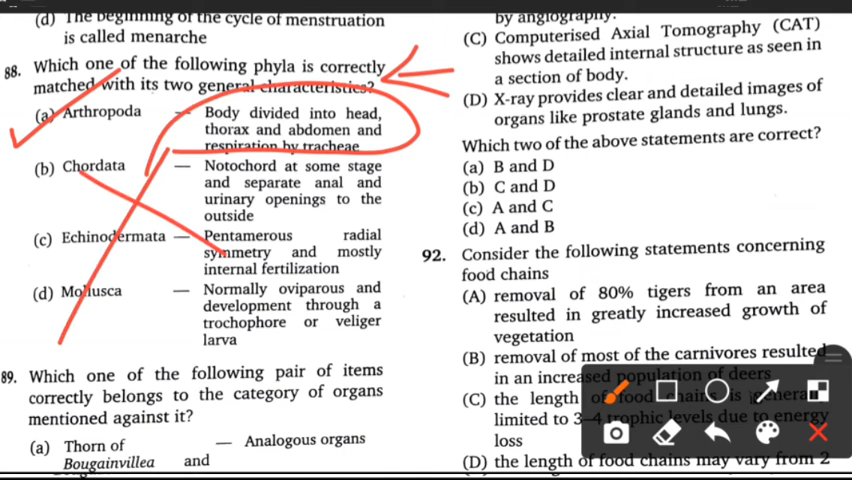 (d) The beginning of the cycle of menstruation
is called menarche
88. Which one of the following phyla is correctly
matched with its two general characteristics?
(a) Arthropoda — Body divided into head,
thorax and abdomen and
respiration by tracheae
(b) Chordata — Notochord at some stage
and separate anal and
urinary openings to the
outside
(c) Echinodermata — Pentamerous radial
symmetry and mostly
internal fertilization
(d) Mollusca — Normally oviparous and
development through a
trochophore or veliger
larva
89. Which one of the following pair of items
correctly belongs to the category of organs
mentioned against it?
(a) Thorn of — Analogous organs
Bougainvillea and
by angiography.
(C) Computerised Axial Tomography (CAT)
shows detailed internal structure as seen in
a section of body.
(D) X-ray provides clear and detailed images of
organs like prostate glands and lungs.
Which two of the above statements are correct?
(a) B and D
(b) C and D
(c) A and C
(d) A and B
92. Consider the following statements concerning
food chains
(A) removal of 80% tigers from an area
resulted in greatly increased growth of
vegetation
(B) removal of most of the carnivores resulted
in an increased population of deers
(C) the length of food chains is generally
limited to 3–4 trophic levels due to energy
loss
(D) the length of food chains may vary from 2